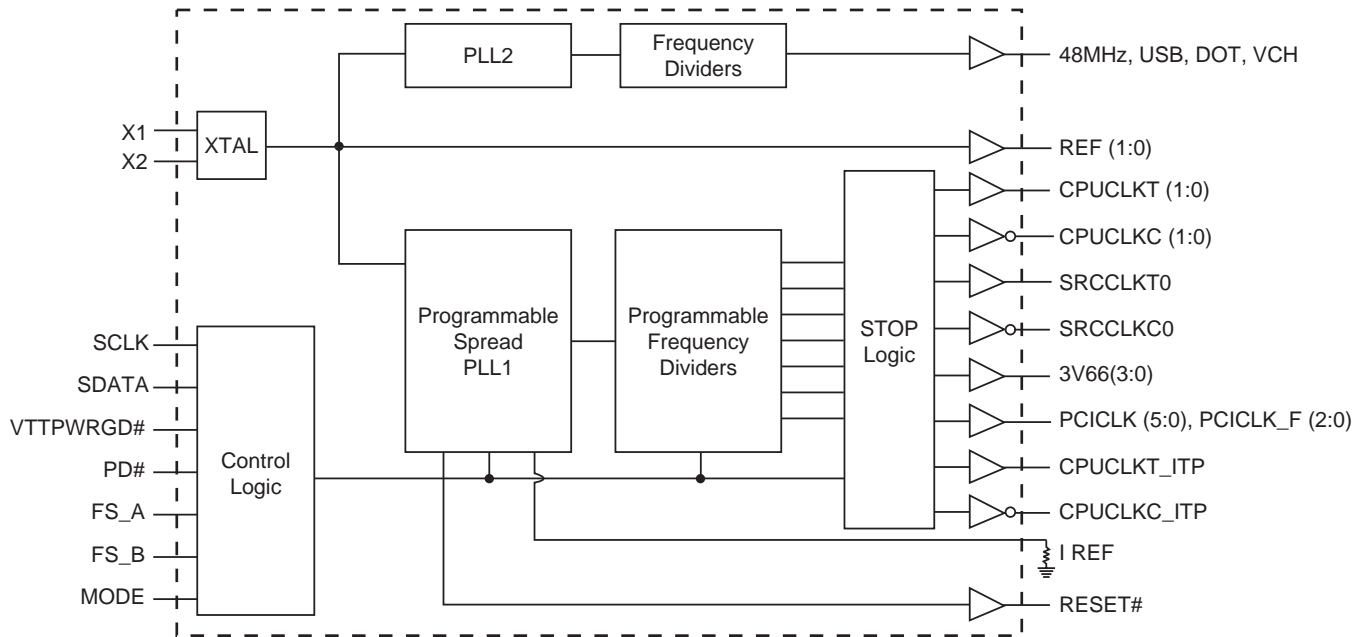 PLL2
Frequency
Dividers
48MHz, USB, DOT, VCH
X1
X2
XTAL
REF (1:0)
CPUCLKT (1:0)
CPUCLKC (1:0)
SRCCLKT0
SRCCLKC0
3V66(3:0)
PCICLK (5:0), PCICLK_F (2:0)
CPUCLKT_ITP
CPUCLKC_ITP
I REF
RESET#
Programmable
Spread
PLL1
Programmable
Frequency
Dividers
STOP
Logic
SCLK
SDATA
VTTPWRGD#
PD#
FS_A
FS_B
MODE
Control
Logic